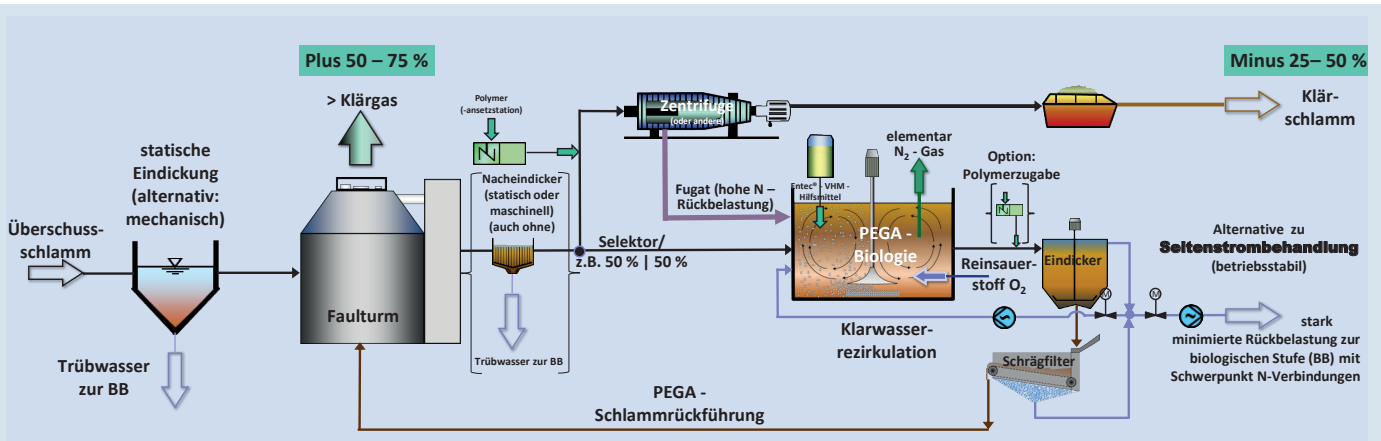 Plus 50 – 75 %
> Klärgas
statische
Eindickung
(alternativ:
mechanisch)
Überschuss-
schlamm
Trübwasser
zur BB
Faulturm
Polymer
(-ansetzstation)
Nacheindicker
(statisch oder
maschinell)
(auch ohne)
Trübwasser zur BB
Selektor/
z.B. 50 % | 50 %
Zentrifuge
(oder andere)
Fugat (hohe N –
Rückbelastung)
Entec® - VHM -
Hilfsmittel
elementar
N2 - Gas
PEGA -
Biologie
Reinsauer-
stoff O2
Option:
Polymerzugabe
Eindicker
M
M
Klarwasser-
rezirkulation
Schrägfilter
PEGA -
Schlammrückführung
Minus 25– 50 %
Klär-
schlamm
Alternative zu
Seitenstrombehandlung
(betriebsstabil)
stark
minimierte Rückbelastung zur
biologischen Stufe (BB) mit
Schwerpunkt N-Verbindungen